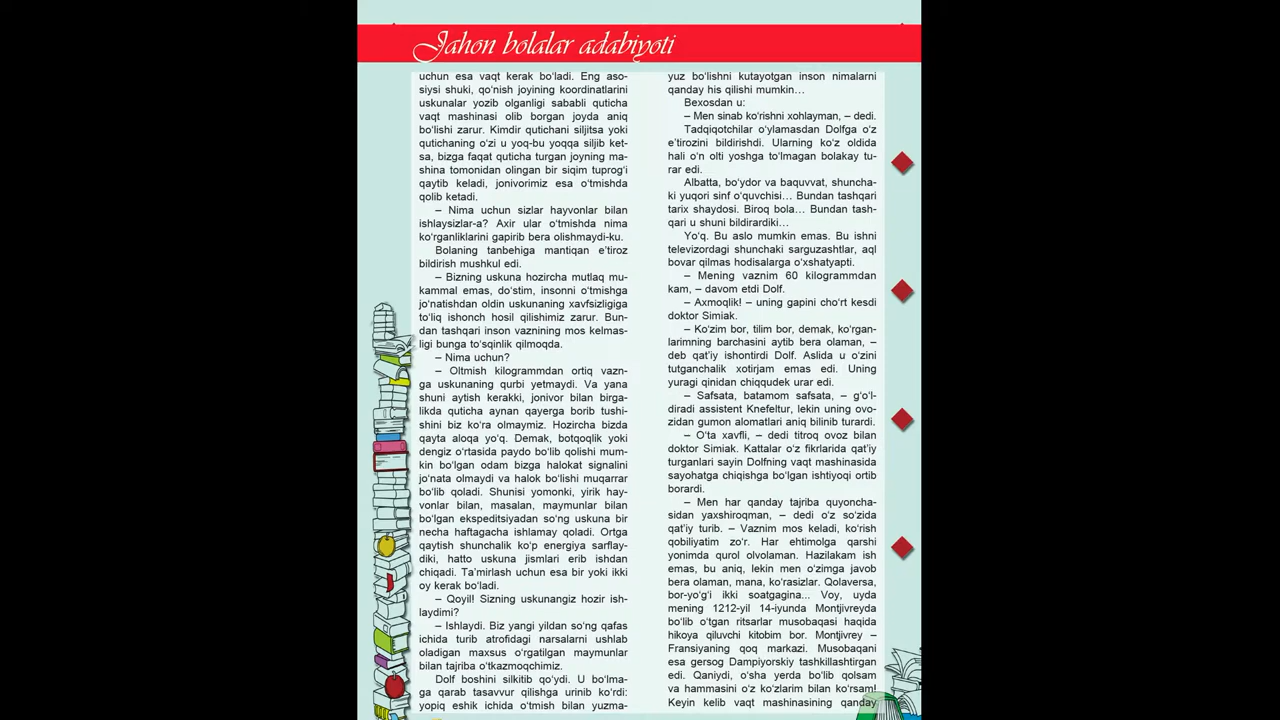 Jahon bolalar adabiyoti
uchun esa vaqt kerak bo‘ladi. Eng aso-
siysi shuki, qo‘nish joyining koordinatlarini
uskunalar yozib olganligi sababli quticha
vaqt mashinasi olib borgan joyda aniq
bo‘lishi zarur. Kimdir qutichani siljitsa yoki
qutichaning o‘zi u yoq-bu yoqqa siljib ket-
sa, bizga faqat quticha turgan joyning ma-
shina tomonidan olingan bir siqim tuprog‘i
qaytib keladi, jonivorimiz esa o‘tmishda
qolib ketadi.
– Nima uchun sizlar hayvonlar bilan
ishlaysizlar-a? Axir ular o‘tmishda nima
ko‘rganliklarini gapirib bera olishmaydi-ku.
Bolaning tanbehiga mantiqan e’tiroz
bildirish mushkul edi.
– Bizning uskuna hozircha mutlaq mu-
kammal emas, do‘stim, insonni o‘tmishga
jo‘natishdan oldin uskunaning xavfsizligiga
to‘liq ishonch hosil qilishimiz zarur. Bun-
dan tashqari inson vaznining mos kelmas-
ligi bunga to‘sqinlik qilmoqda.
– Nima uchun?
– Oltmish kilogrammdan ortiq vazn-
ga uskunaning qurbi yetmaydi. Va yana
shuni aytish kerakki, jonivor bilan birga-
likda quticha aynan qayerga borib tushi-
shini biz ko‘ra olmaymiz. Hozircha bizda
qayta aloqa yo‘q. Demak, botqoqlik yoki
dengiz o‘rtasida paydo bo‘lib qolishi mum-
kin bo‘lgan odam bizga halokat signalini
jo‘nata olmaydi va halok bo‘lishi muqarrar
bo‘lib qoladi. Shunisi yomonki, yirik hay-
vonlar bilan, masalan, maymunlar bilan
bo‘lgan ekspeditsiyadan so‘ng uskuna bir
necha haftagacha ishlamay qoladi. Ortga
qaytish shunchalik ko‘p energiya sarflay-
diki, hatto uskuna jismlari erib ishdan
chiqadi. Ta’mirlash uchun esa bir yoki ikki
oy kerak bo‘ladi.
– Qoyil! Sizning uskunangiz hozir ish-
laydimi?
– Ishlaydi. Biz yangi yildan so‘ng qafas
ichida turib atrofidagi narsalarni ushlab
oladigan maxsus o‘rgatilgan maymunlar
bilan tajriba o‘tkazmoqchimiz.
Dolf boshini silkitib qo‘ydi. U bo‘lma-
ga qarab tasavvur qilishga urinib ko‘rdi:
yopiq eshik ichida o‘tmish bilan yuzma-
yuz bo‘lishni kutayotgan inson nimalarni
qanday his qilishi mumkin…
Bexosdan u:
– Men sinab ko‘rishni xohlayman, – dedi.
Tadqiqotchilar o‘ylamasdan Dolfga o‘z
e’tirozini bildirishdi. Ularning ko‘z oldida
hali o‘n olti yoshga to‘lmagan bolakay tu-
rar edi.
Albatta, bo‘ydor va baquvvat, shuncha-
ki yuqori sinf o‘quvchisi… Bundan tashqari
tarix shaydosi. Biroq bola… Bundan tash-
qari u shuni bildirardiki…
Yo‘q. Bu aslo mumkin emas. Bu ishni
televizordagi shunchaki sarguzashtlar, aql
bovar qilmas hodisalarga o‘xshatyapti.
– Mening vaznim 60 kilogrammdan
kam, – davom etdi Dolf.
– Axmoqlik! – uning gapini cho‘rt kesdi
doktor Simiak.
– Ko‘zim bor, tilim bor, demak, ko‘rgan-
larimning barchasini aytib bera olaman, –
deb qat’iy ishontirdi Dolf. Aslida u o‘zini
tutganchalik xotirjam emas edi. Uning
yuragi qinidan chiqqudek urar edi.
– Safsata, batamom safsata, – g‘o‘l-
diradi assistent Knefeltur, lekin uning ovo-
zidan gumon alomatlari aniq bilinib turardi.
– O‘ta xavfli, – dedi titroq ovoz bilan
doktor Simiak. Kattalar o‘z fikrlarida qat’iy
turganlari sayin Dolfning vaqt mashinasida
sayohatga chiqishga bo‘lgan ishtiyoqi ortib
borardi.
– Men har qanday tajriba quyoncha-
sidan yaxshiroqman, – dedi o‘z so‘zida
qat’iy turib. – Vaznim mos keladi, ko‘rish
qobiliyatim zo‘r. Har ehtimolga qarshi
yonimda qurol olvolaman. Hazilakam ish
emas, bu aniq, lekin men o‘zimga javob
bera olaman, mana, ko‘rasizlar. Qolaversa,
bor-yo‘g‘i ikki soatgagina... Voy, uyda
mening 1212-yil 14-iyunda Montjivreyda
bo‘lib o‘tgan ritsarlar musobaqasi haqida
hikoya qiluvchi kitobim bor. Montjivrey –
Fransiyaning qoq markazi. Musobaqani
esa gersog Dampiyorskiy tashkillashtirgan
edi. Qaniydi, o‘sha yerda bo‘lib qolsam
va hammasini o‘z ko‘zlarim bilan ko‘rsam!
Keyin kelib vaqt mashinasining qanday